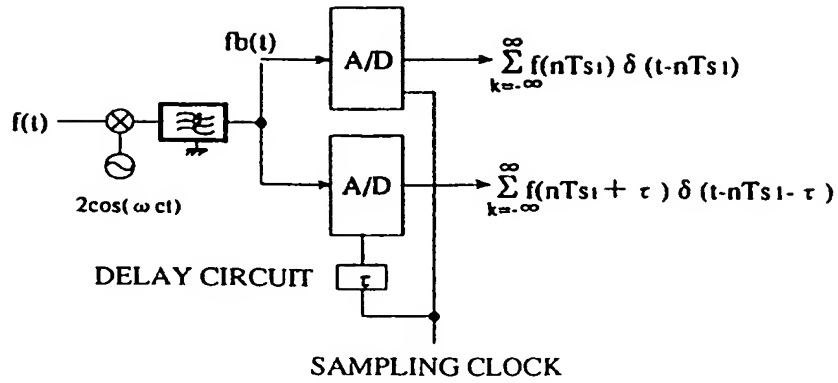 fb(t)
A/D
∞
Σ f(nTs1) δ (t-nTs1)
k=-∞
f(t)
2cos(ωct)
A/D
∞
Σ f(nTs1 + τ) δ (t-nTs1-τ)
k=-∞
DELAY CIRCUIT
τ
SAMPLING CLOCK